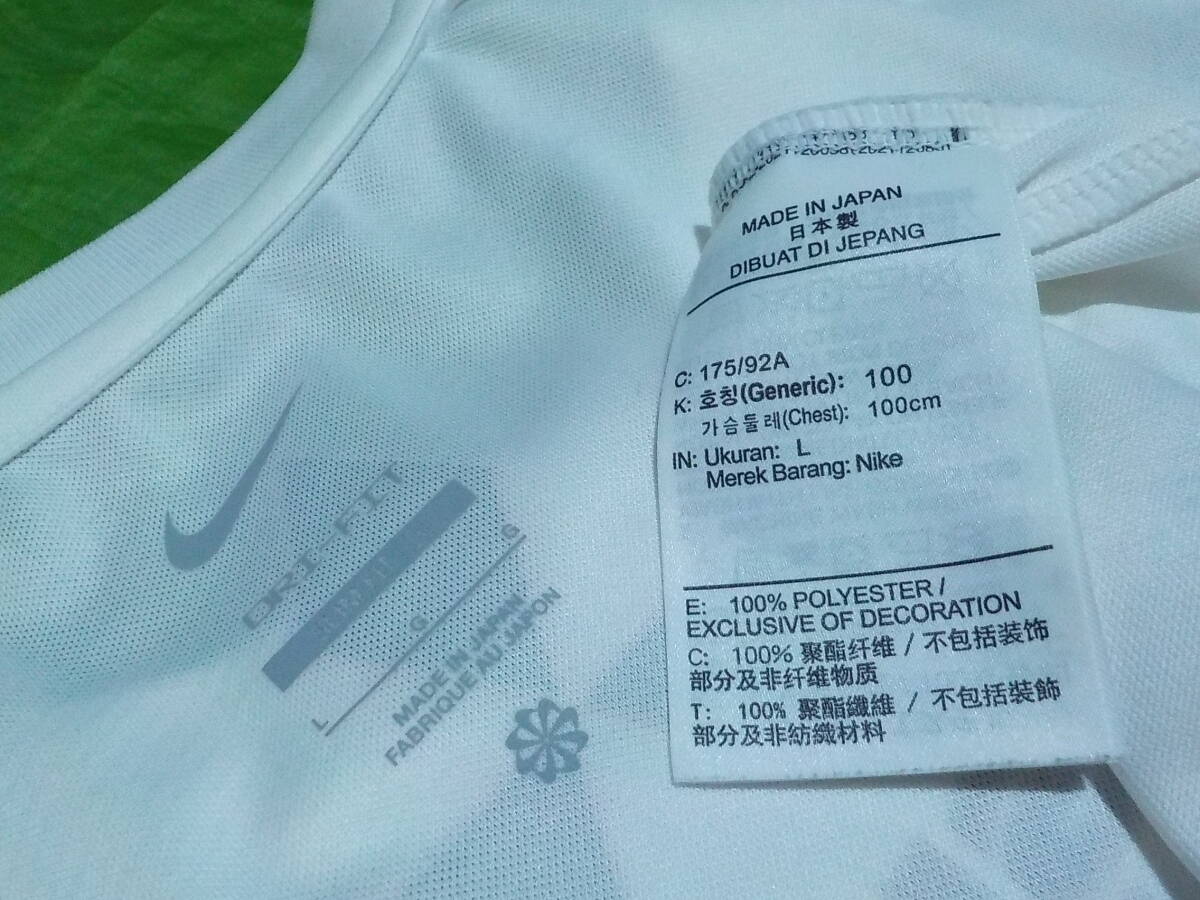 MADE IN JAPAN
日本製
DIBUAT DI JEPANG
C: 175/92A
K: 호칭(Generic): 100
가슴둘레(Chest): 100cm
IN: Ukuran: L
Merek Barang: Nike
E: 100% POLYESTER /
EXCLUSIVE OF DECORATION
C: 100% 聚酯纤维 / 不包括装饰
部分及非纤维物质
T: 100% 聚酯纖維 / 不包括裝飾
部分及非紡織材料
DRI-FIT
L G G
MADE IN JAPAN
FABRIQUE AU JAPON